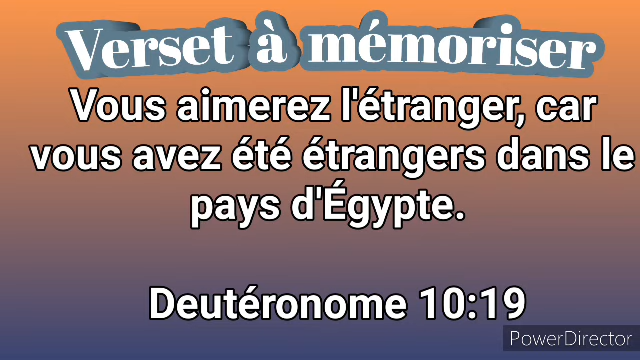 Verset à mémoriser
Vous aimerez l'étranger, car
vous avez été étrangers dans le
pays d'Égypte.
Deutéronome 10:19
PowerDirector